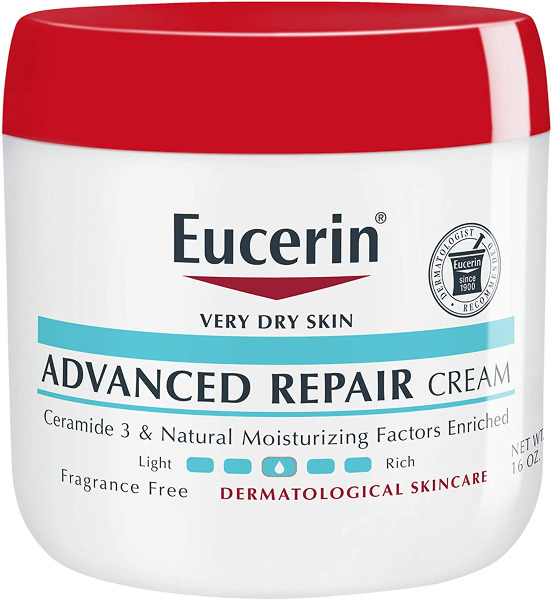 Eucerin®
VERY DRY SKIN
DERMATOLOGIST RECOMMENDED
Eucerin
since
1900
ADVANCED REPAIR CREAM
Ceramide 3 & Natural Moisturizing Factors Enriched
Light Rich
Fragrance Free DERMATOLOGICAL SKINCARE
NET WT.
16 OZ.